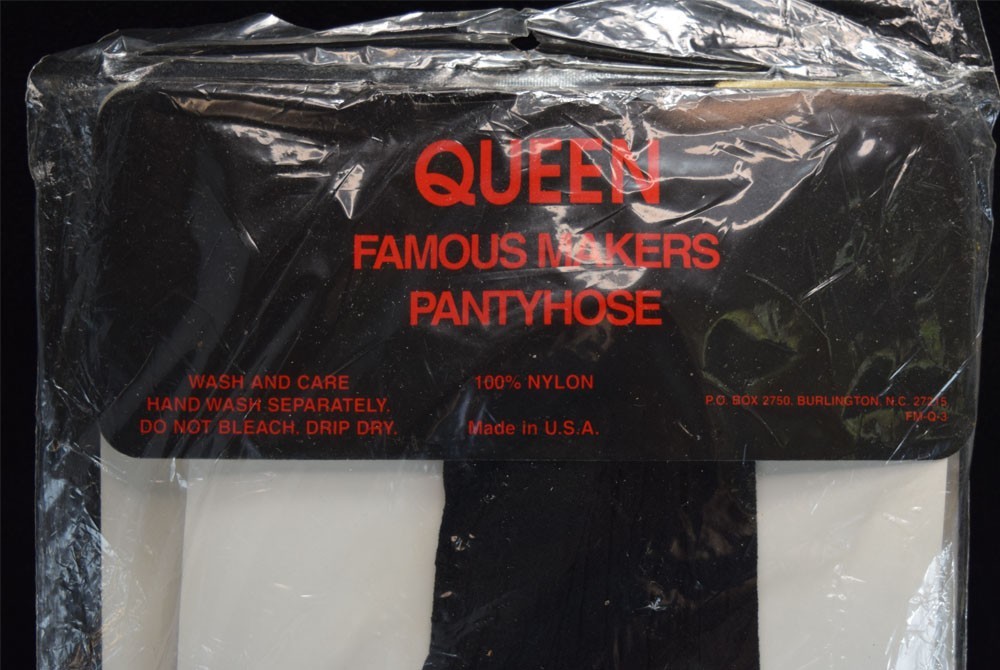 QUEEN
FAMOUS MAKERS
PANTYHOSE
WASH AND CARE
HAND WASH SEPARATELY.
DO NOT BLEACH. DRIP DRY.
100% NYLON
Made in U.S.A.
P.O. BOX 2750, BURLINGTON, N.C. 27215
FM-Q-3